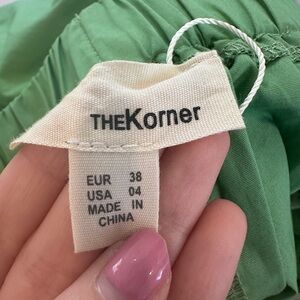 THEKorner
EUR 38
USA 04
MADE IN
CHINA